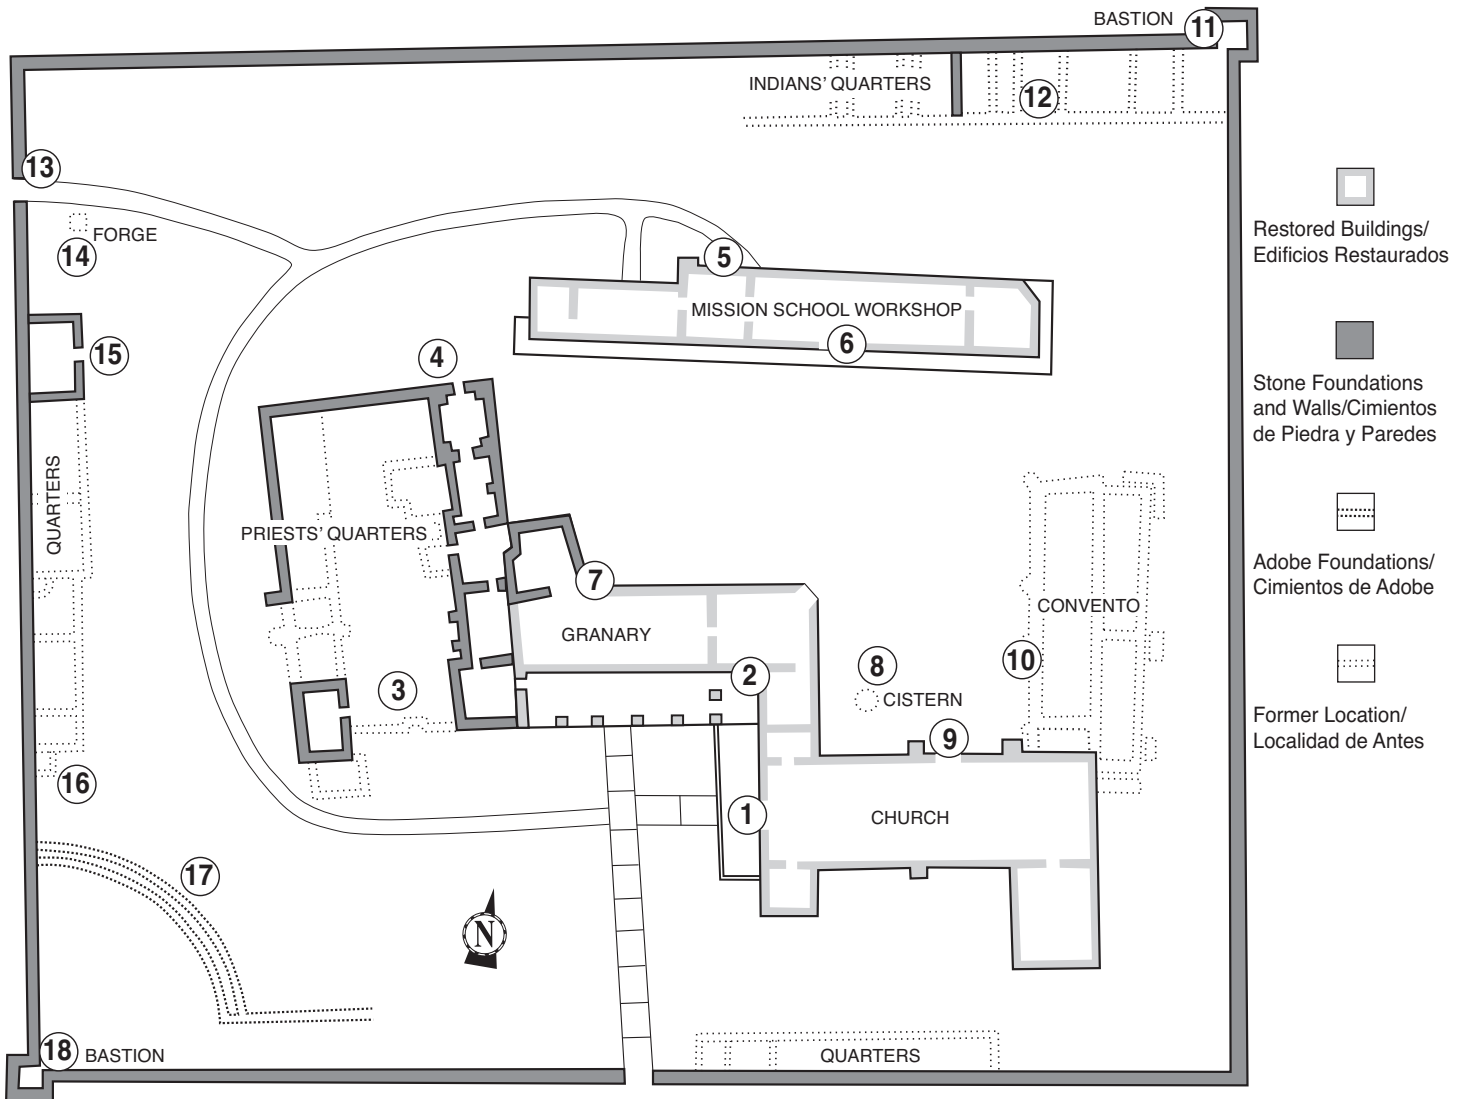 BASTION
11
INDIANS' QUARTERS
12
13
14
FORGE
5
MISSION SCHOOL WORKSHOP
6
15
4
QUARTERS
PRIESTS' QUARTERS
7
GRANARY
CONVENTO
10
8
CISTERN
2
3
9
16
1
CHURCH
17
N
18
BASTION
QUARTERS
Restored Buildings/
Edificios Restaurados
Stone Foundations
and Walls/Cimientos
de Piedra y Paredes
Adobe Foundations/
Cimientos de Adobe
Former Location/
Localidad de Antes